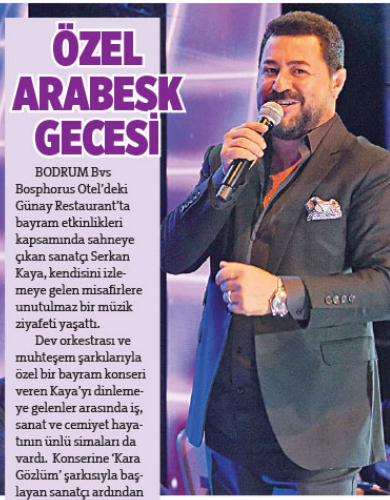 ÖZEL
ARABESK
GECESİ
BODRUM Bvs
Bosphorus Otel'deki
Günay Restaurant'ta
bayram etkinlikleri
kapsamında sahneye
çıkan sanatçı Serkan
Kaya, kendisini izle-
meye gelen misafirlere
unutulmaz bir müzik
ziyafeti yaşattı.
Dev orkestrası ve
muhteşem şarkılarıyla
özel bir bayram konseri
veren Kaya'yı dinleme-
ye gelenler arasında iş,
sanat ve cemiyet haya-
tının ünlü simaları da
vardı. Konserine 'Kara
Gözlüm' şarkısıyla baş-
layan sanatçı ardından